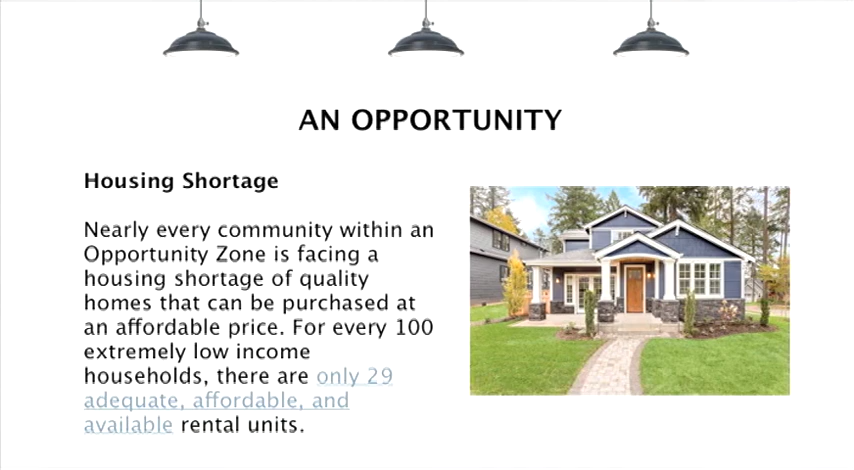 AN OPPORTUNITY
Housing Shortage
Nearly every community within an
Opportunity Zone is facing a
housing shortage of quality
homes that can be purchased at
an affordable price. For every 100
extremely low income
households, there are only 29
adequate, affordable, and
available rental units.